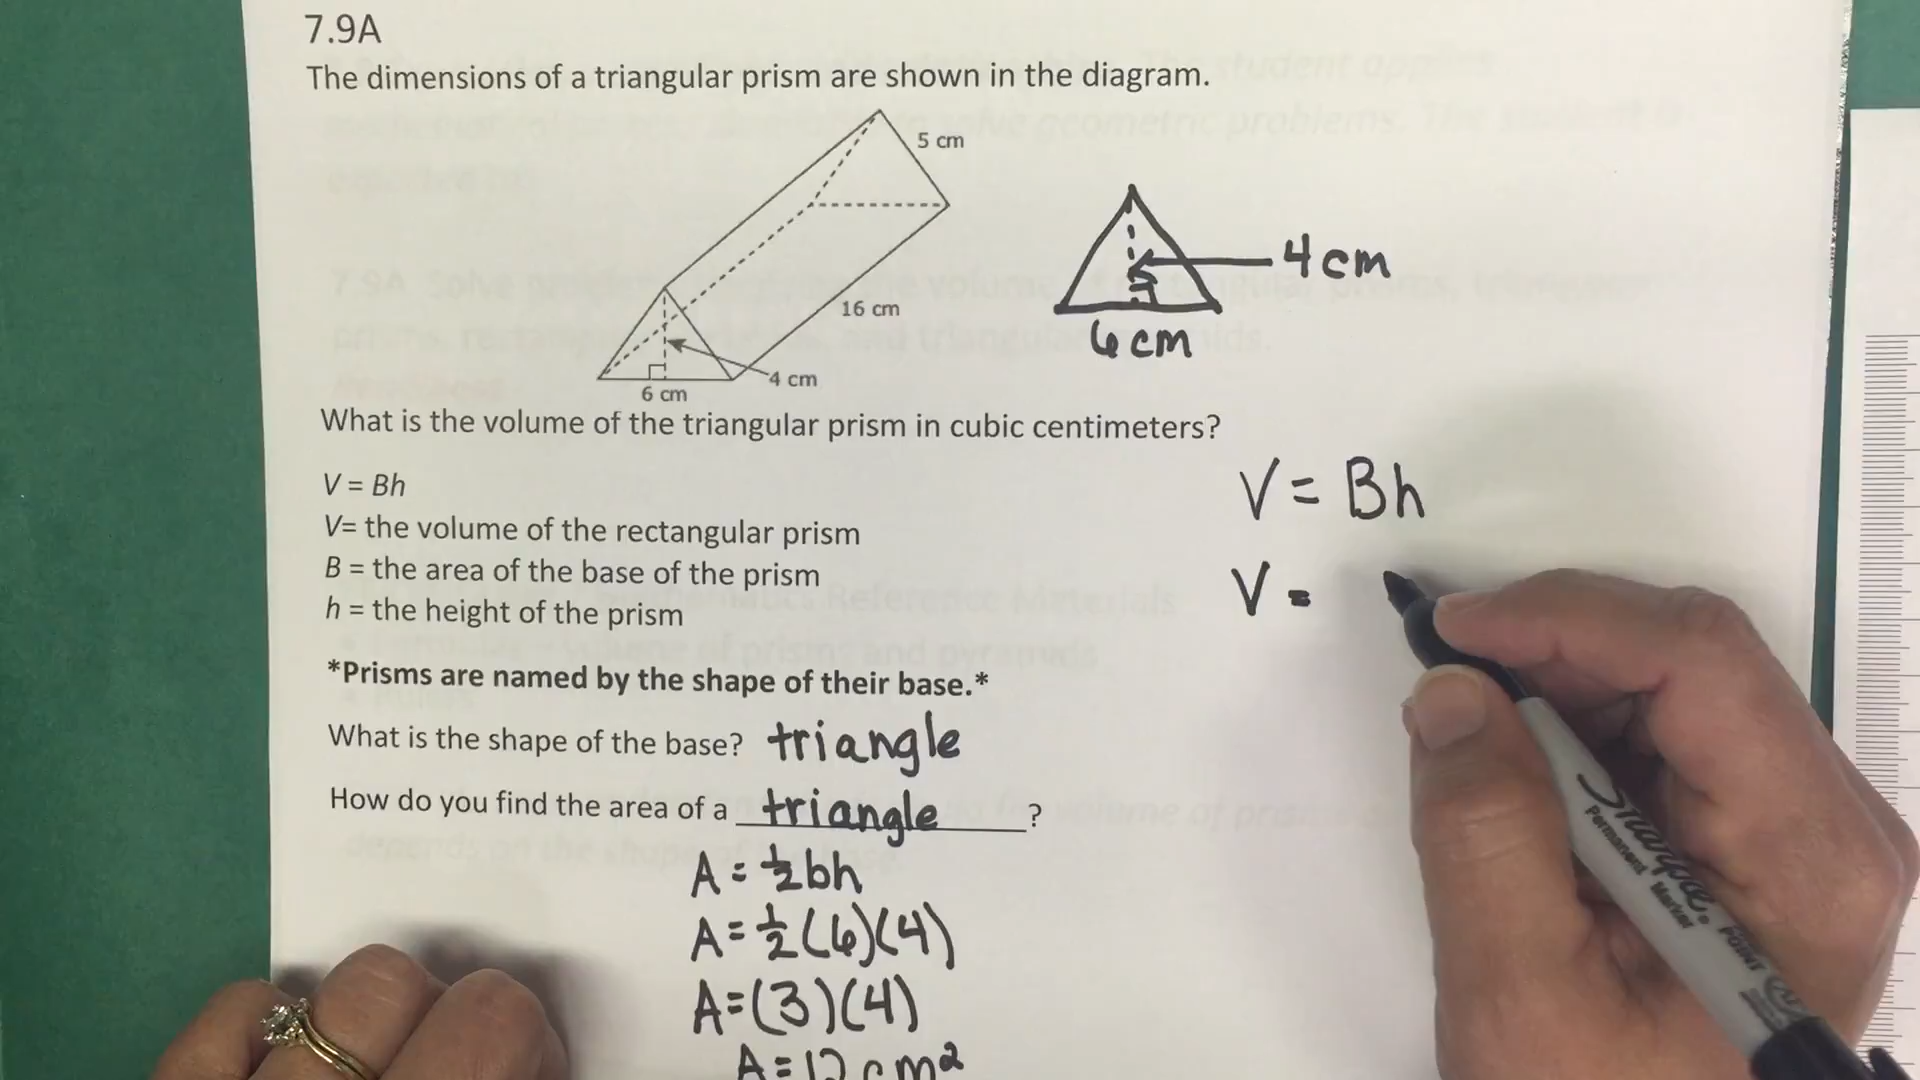 7.9A
The dimensions of a triangular prism are shown in the diagram.
5 cm
16 cm
4 cm
6 cm
4cm
6cm
What is the volume of the triangular prism in cubic centimeters?
V = Bh
V= the volume of the rectangular prism
B = the area of the base of the prism
h = the height of the prism
V = Bh
V =
*Prisms are named by the shape of their base.*
What is the shape of the base? triangle
How do you find the area of a triangle?
A = ½bh
A = ½(6)(4)
A=(3)(4)
A=12cm²
Sharpie.
Permanent Marker